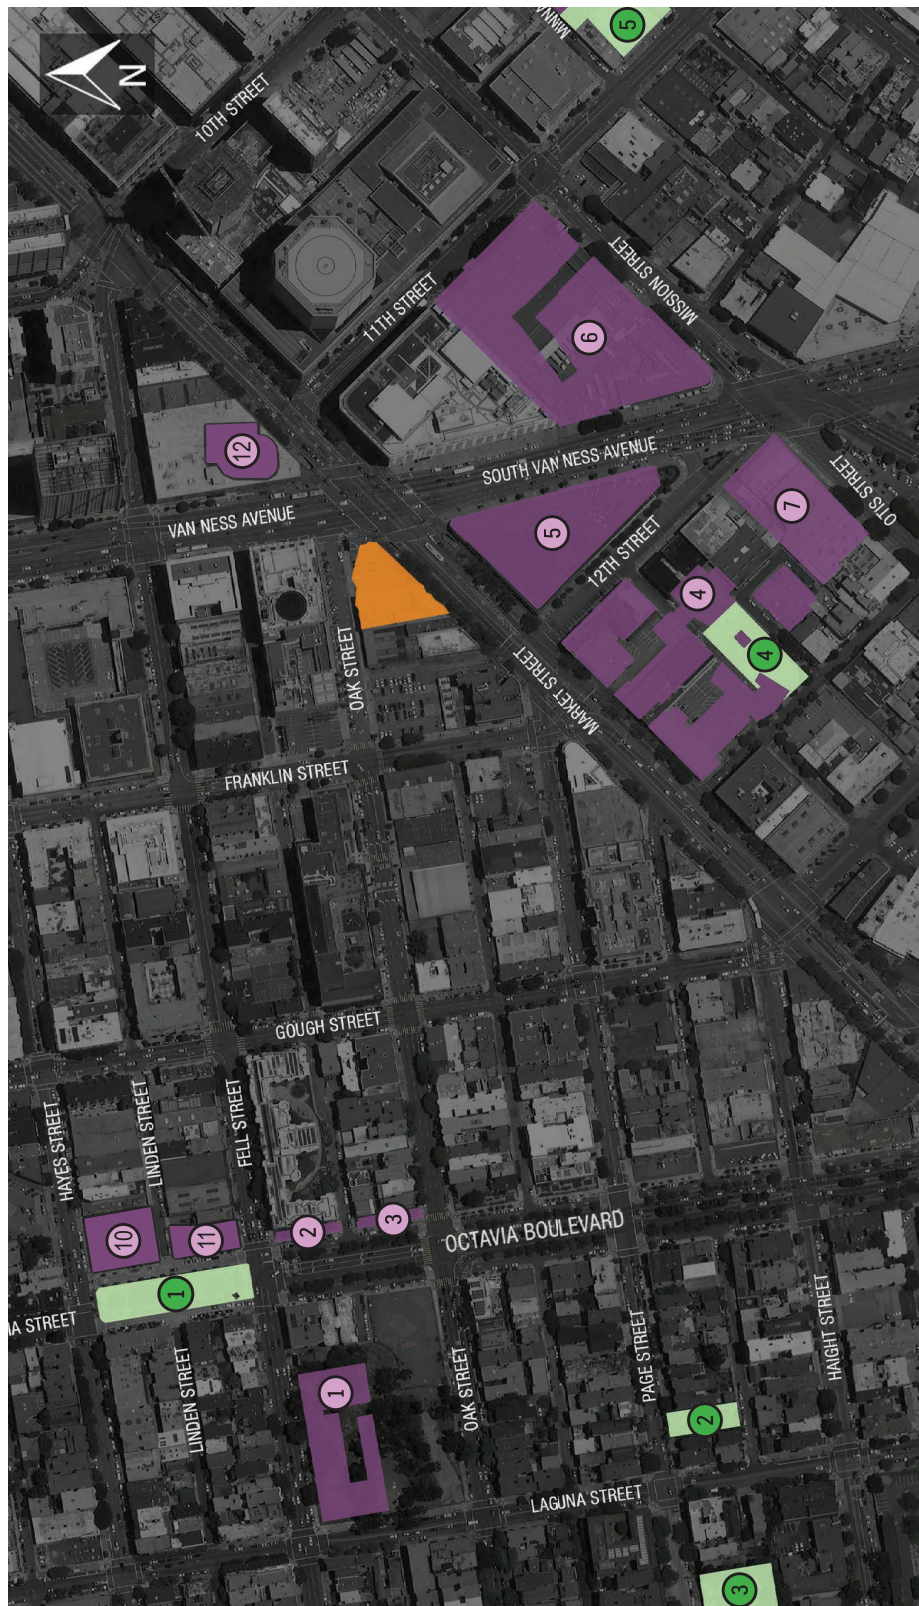 MINNA
5
N
10TH STREET
MISSION STREET
11TH STREET
6
12
SOUTH VAN NESS AVENUE
VAN NESS AVENUE
OTIS STREET
7
5
12TH STREET
4
4
OAK STREET
MARKET STREET
FRANKLIN STREET
GOUGH STREET
HAYES STREET
LINDEN STREET
FELL STREET
10
11
2
3
OCTAVIA BOULEVARD
1
IA STREET
LINDEN STREET
1
OAK STREET
PAGE STREET
HAIGHT STREET
2
LAGUNA STREET
3